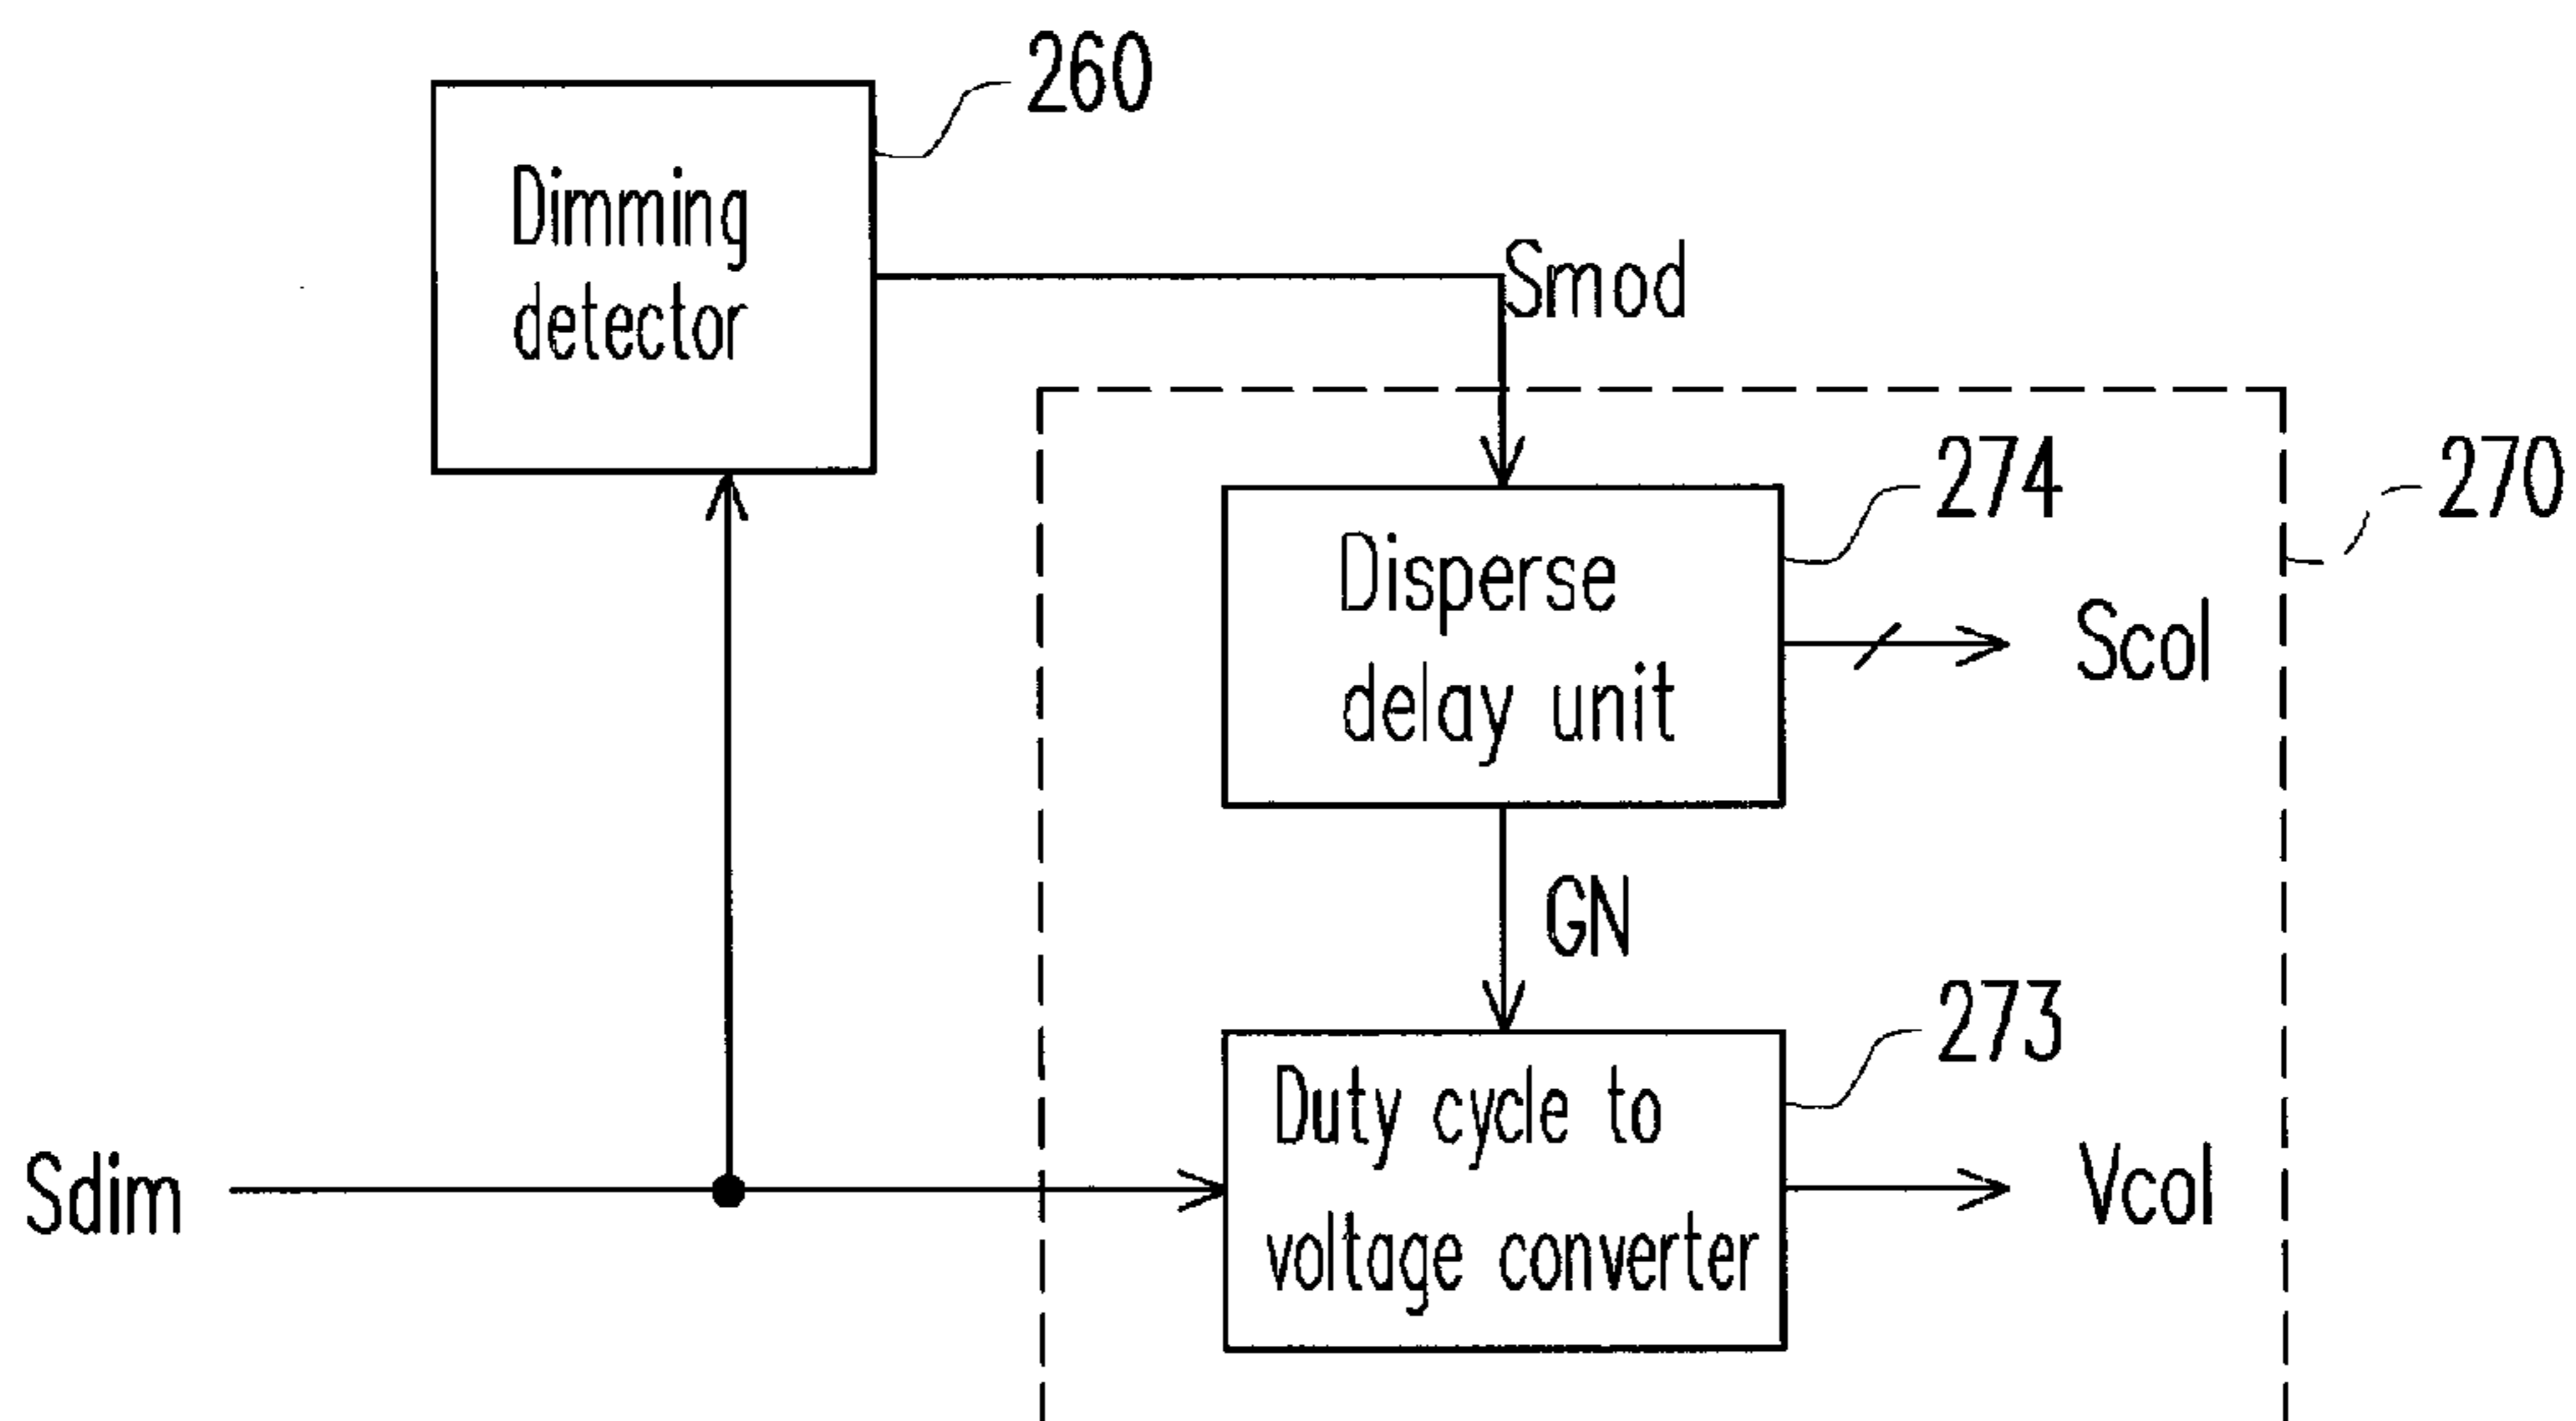 260
Dimming
detector
Smod
274
270
Disperse
delay unit
Scol
GN
273
Duty cycle to
voltage converter
Sdim
Vcol